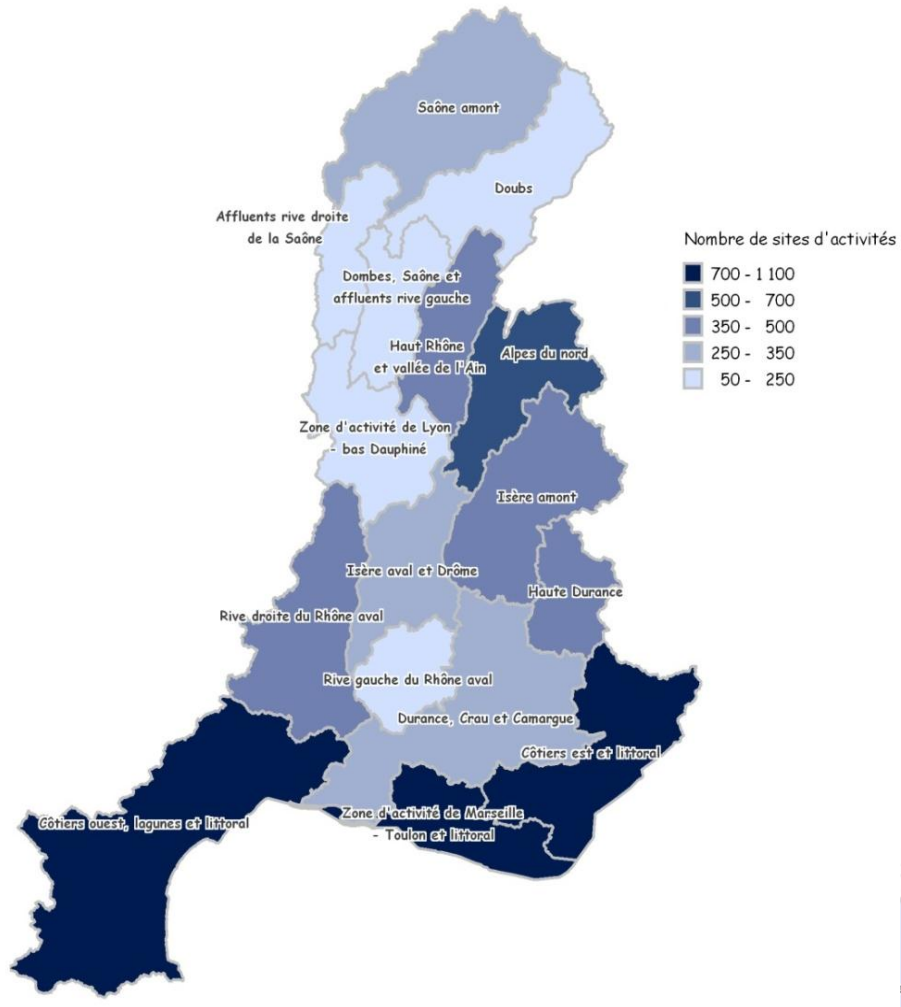 Saône amont
Doubs
Affluents rive droite
de la Saône
Dombes, Saône et
affluents rive gauche
Nombre de sites d'activités
700 - 1 100
500 - 700
350 - 500
250 - 350
50 - 250
Haut Rhône
et vallée de l'Ain
Alpes du nord
Zone d'activité de Lyon
- bas Dauphiné
Isère amont
Isère aval et Drôme
Haute Durance
Rive droite du Rhône aval
Rive gauche du Rhône aval
Durance, Crau et Camargue
Côtiers est et littoral
Zone d'activité de Marseille
- Toulon et littoral
Côtiers ouest, lagunes et littoral